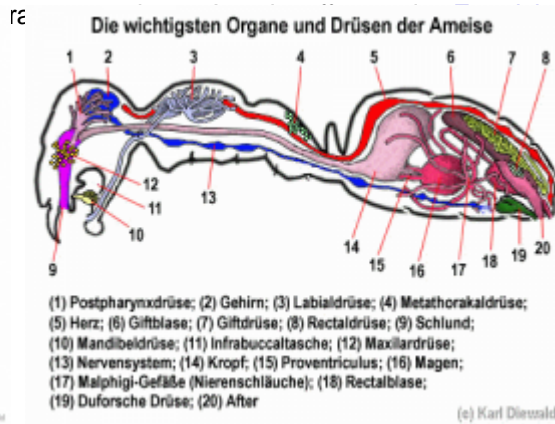 ra
Die wichtigsten Organe und Drüsen der Ameise
1 2 3 4 5 6 7 8
9 10 11 12 13 14 15 16 17 18 19 20
(1) Postpharynxdrüse; (2) Gehirn; (3) Labialdrüse; (4) Metathorakaldrüse;
(5) Herz; (6) Giftblase; (7) Giftdrüse; (8) Rectaldrüse; (9) Schlund;
(10) Mandibeldrüse; (11) Infrabuccaltasche; (12) Maxilardrüse;
(13) Nervensystem; (14) Kropf; (15) Proventriculus; (16) Magen;
(17) Malphigi-Gefäße (Nierenschläuche); (18) Rectalblase;
(19) Duforsche Drüse; (20) After
(c) Karl Diewald